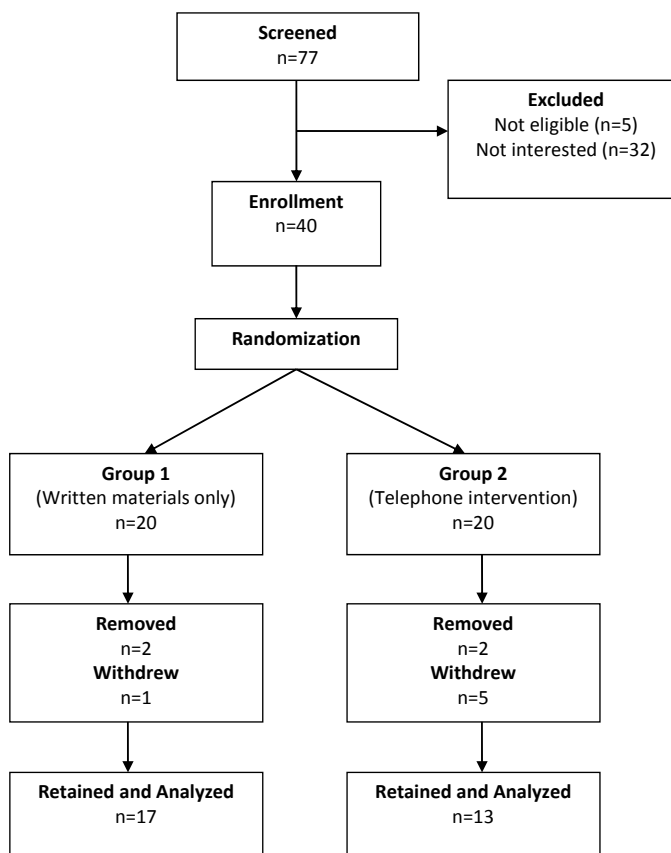 Screened
n=77
Excluded
Not eligible (n=5)
Not interested (n=32)
Enrollment
n=40
Randomization
Group 1
(Written materials only)
n=20
Group 2
(Telephone intervention)
n=20
Removed
n=2
Withdrew
n=1
Removed
n=2
Withdrew
n=5
Retained and Analyzed
n=17
Retained and Analyzed
n=13